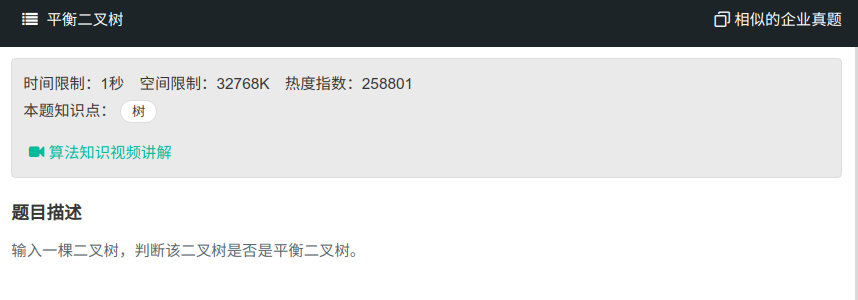 平衡二叉树 相似的企业真题
时间限制：1秒 空间限制：32768K 热度指数：258801
本题知识点： 树
算法知识视频讲解
题目描述
输入一棵二叉树，判断该二叉树是否是平衡二叉树。